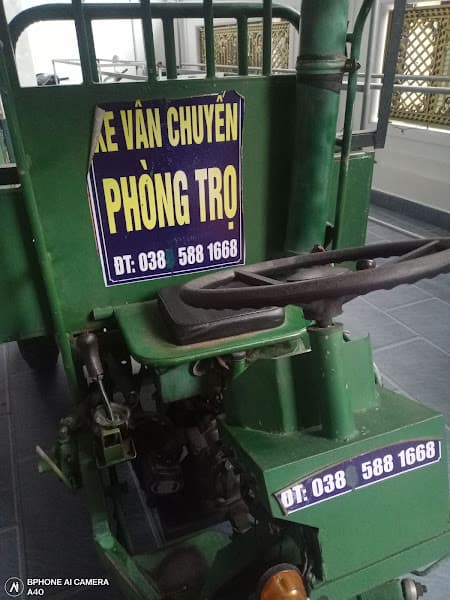 XE VẬN CHUYỂN
PHÒNG TRỌ
ĐT: 038 588 1668
ĐT: 038 588 1668
BPHONE AI CAMERA
A40